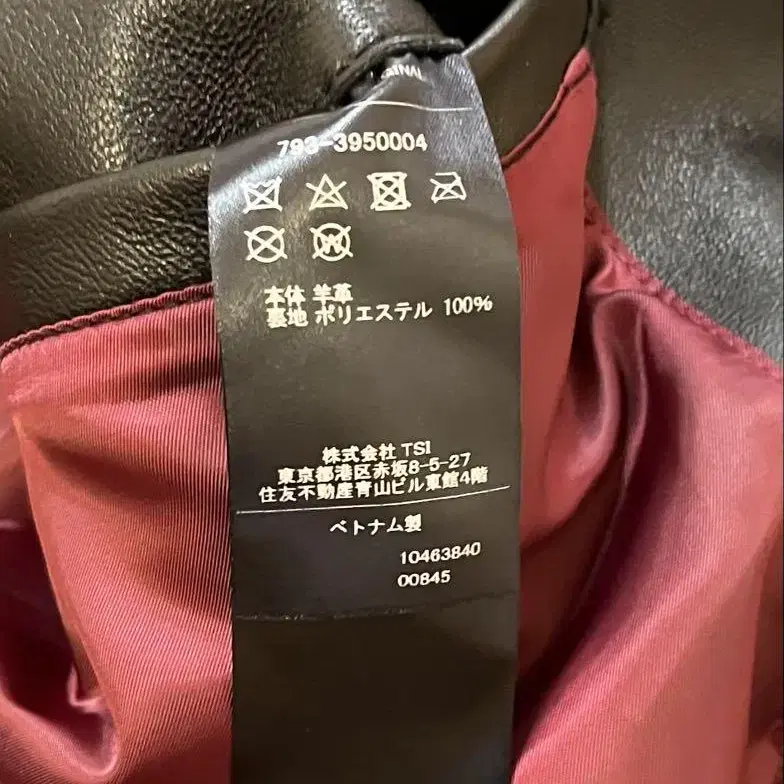 793-3950004
W
本体 羊革
裏地 ポリエステル 100%
株式会社 TSI
東京都港区赤坂8-5-27
住友不動産青山ビル東館4階
ベトナム製
10463840
00845